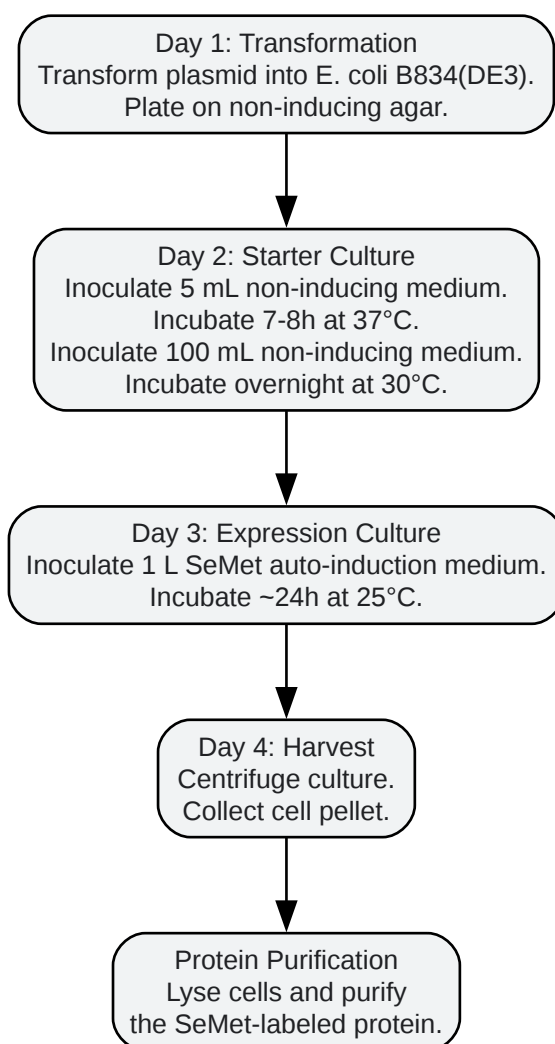 Day 1: Transformation
Transform plasmid into E. coli B834(DE3).
Plate on non-inducing agar.
Day 2: Starter Culture
Inoculate 5 mL non-inducing medium.
Incubate 7-8h at 37°C.
Inoculate 100 mL non-inducing medium.
Incubate overnight at 30°C.
Day 3: Expression Culture
Inoculate 1 L SeMet auto-induction medium.
Incubate ~24h at 25°C.
Day 4: Harvest
Centrifuge culture.
Collect cell pellet.
Protein Purification
Lyse cells and purify
the SeMet-labeled protein.